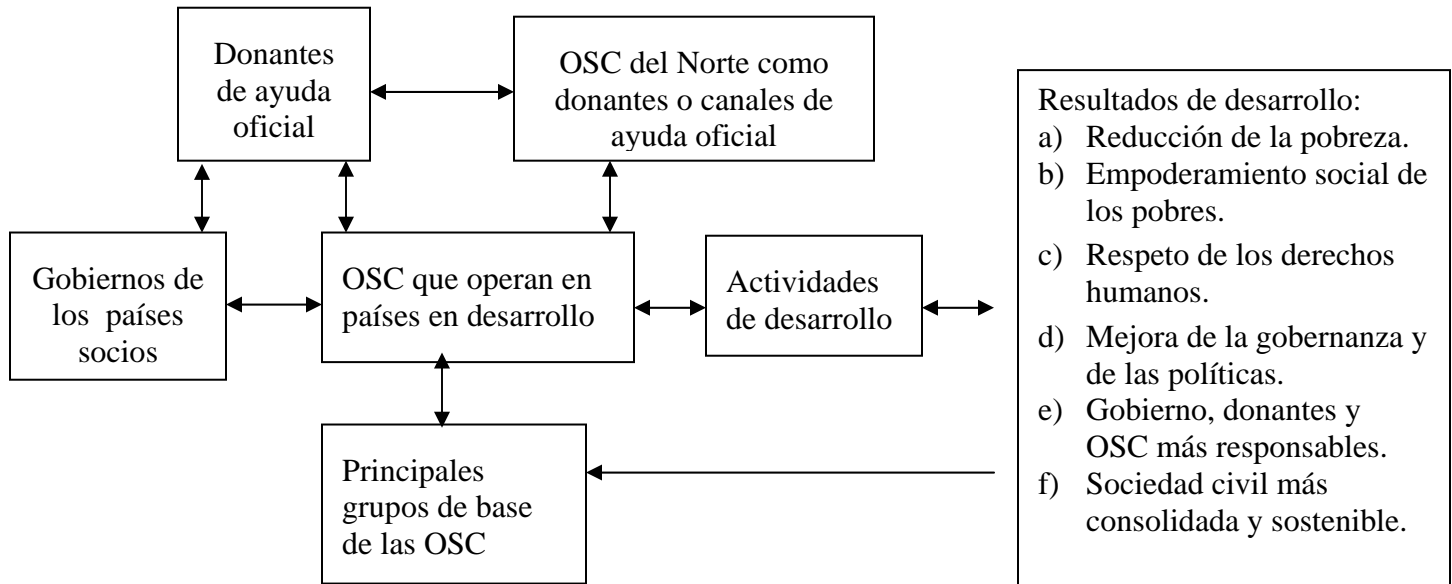 Donantes
de ayuda
oficial
OSC del Norte como
donantes o canales de
ayuda oficial
Gobiernos de
los países
socios
OSC que operan en
países en desarrollo
Actividades
de desarrollo
Principales
grupos de base
de las OSC
Resultados de desarrollo:
a) Reducción de la pobreza.
b) Empoderamiento social de
los pobres.
c) Respeto de los derechos
humanos.
d) Mejora de la gobernanza y
de las políticas.
e) Gobierno, donantes y
OSC más responsables.
f) Sociedad civil más
consolidada y sostenible.